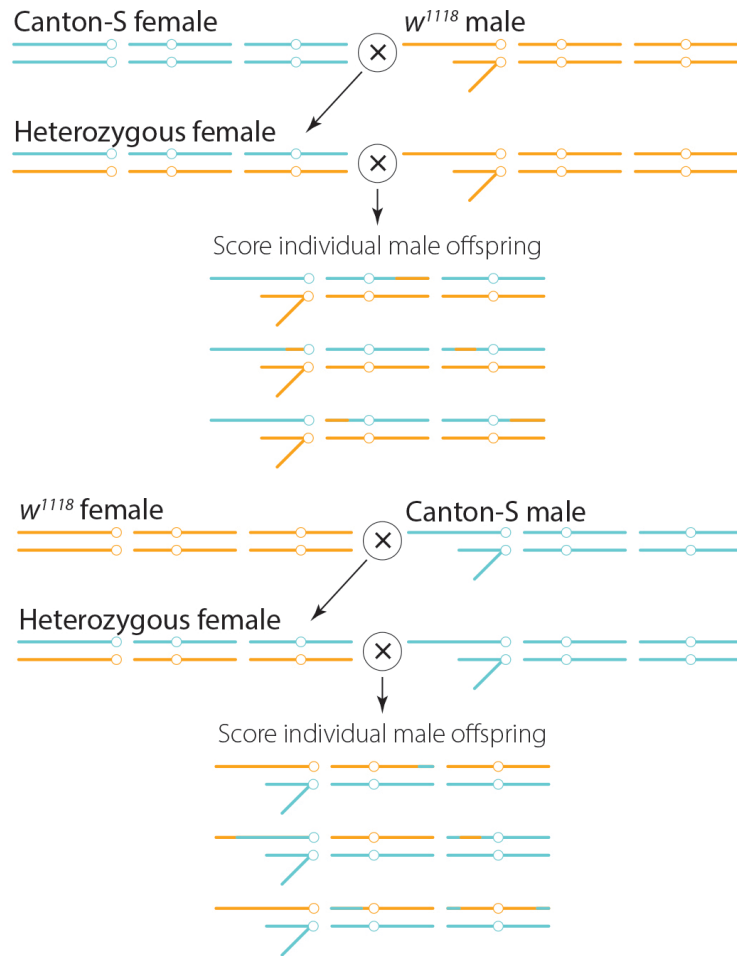 Canton-S female
w¹¹¹⁸ male
×
Heterozygous female
×
Score individual male offspring
w¹¹¹⁸ female
Canton-S male
×
Heterozygous female
×
Score individual male offspring